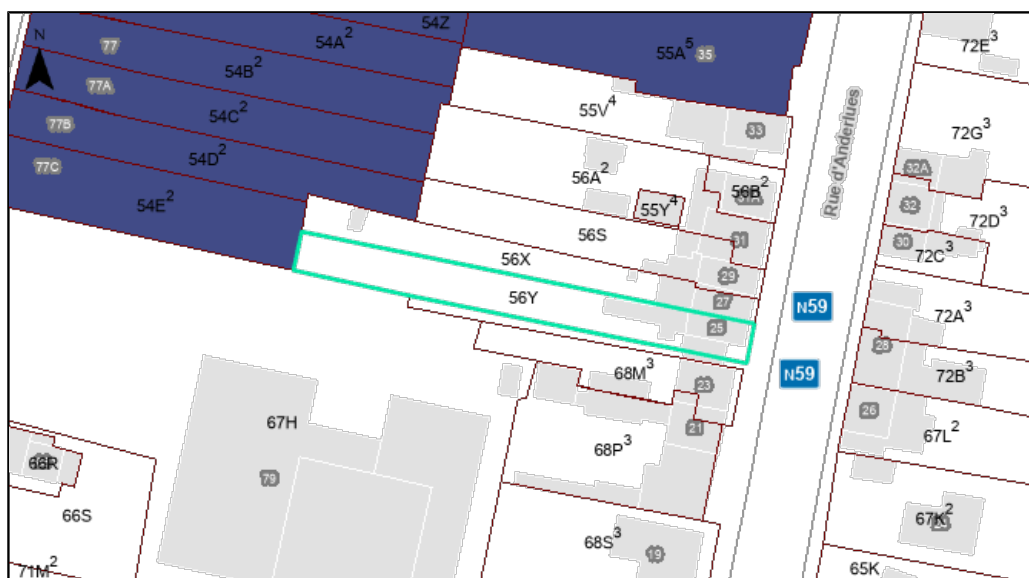 54Z
72E³
N
77
54A²
55A⁵
35
54B²
77A
55V⁴
54C²
33
72G³
77B
54D²
77C
56A²
56B²
32A
Rue d'Anderlues
54E²
55Y⁴
32
72D³
56S
31
30
72C³
56X
29
56Y
27
N59
72A³
25
28
68M³
N59
72B³
23
67H
26
21
67L²
68P³
66R
79
66S
67K²
68S³
19
71M²
65K